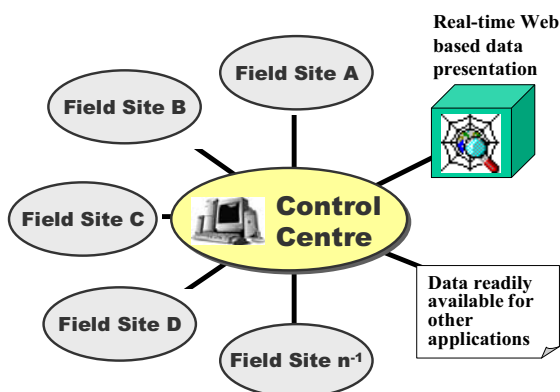 Real-time Web
based data
presentation
Field Site A
Field Site B
Field Site C
Control
Centre
Field Site D
Field Site n⁻¹
Data readily
available for
other
applications